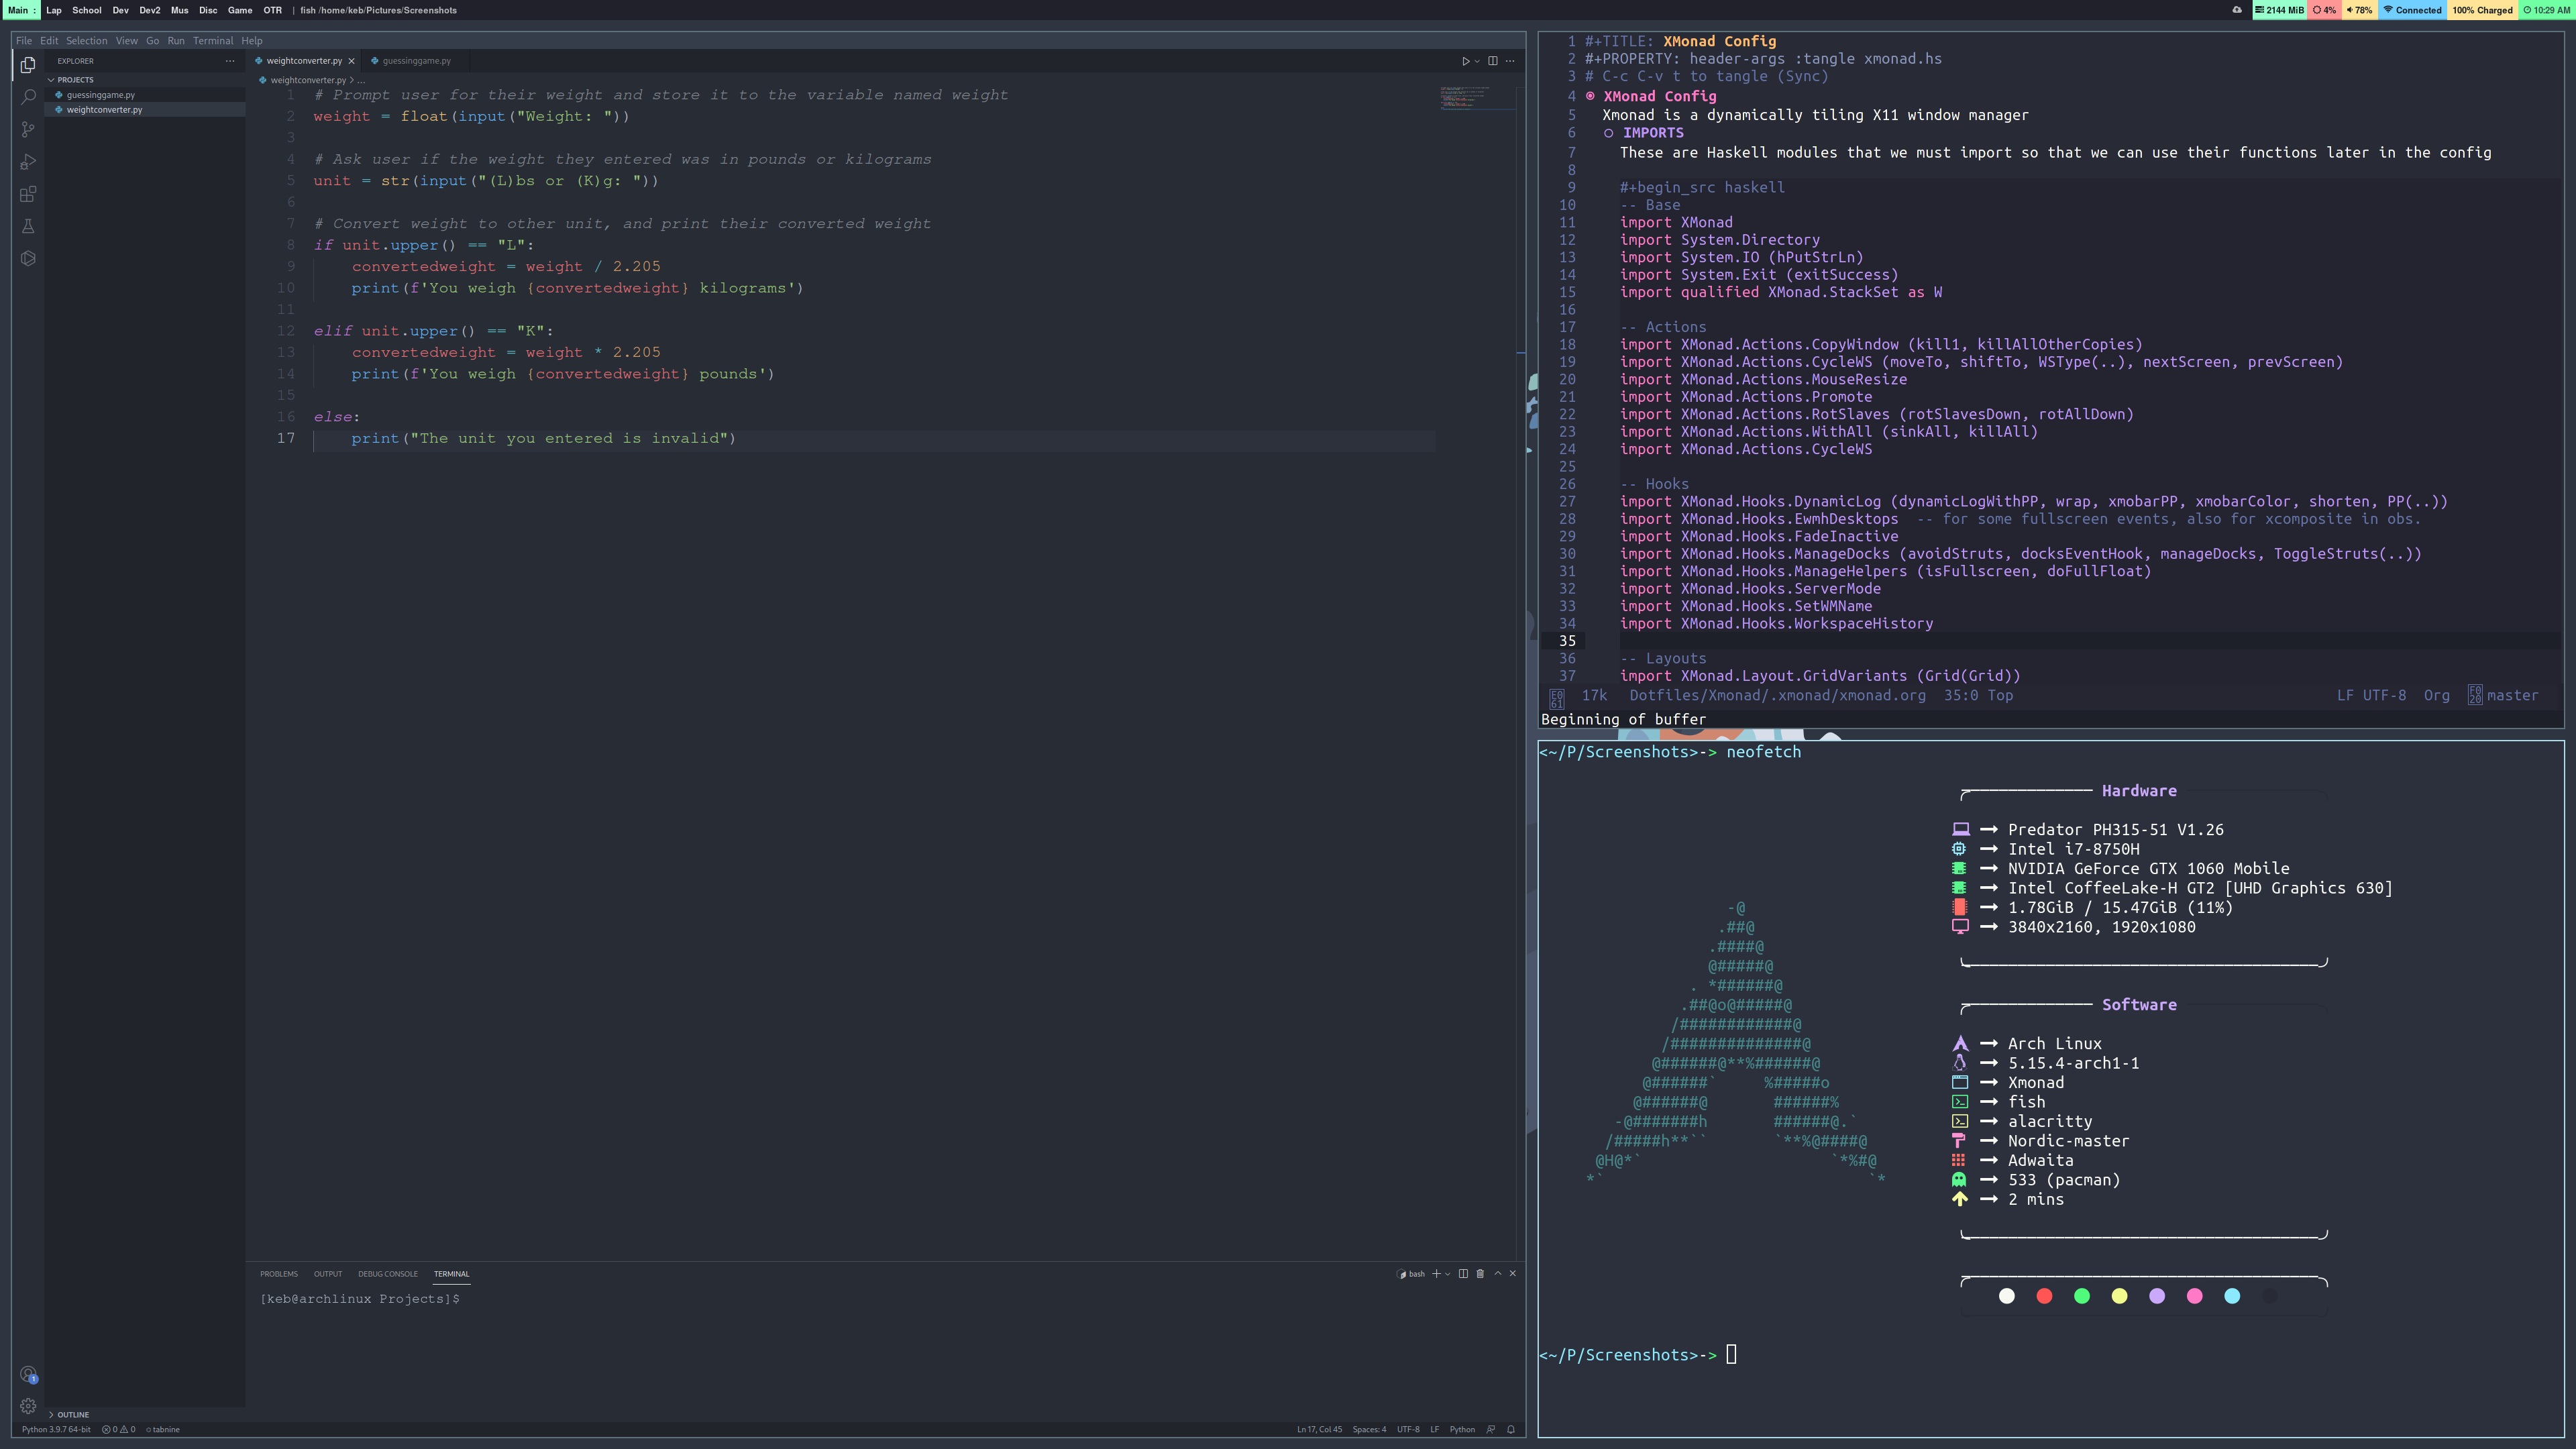 Main : Lap School Dev Dev2 Mus Disc Game OTR | fish /home/keb/Pictures/Screenshots
2144 MiB 4% 78% Connected 100% Charged 10:29 AM
File Edit Selection View Go Run Terminal Help
EXPLORER ...
PROJECTS
guessinggame.py
weightconverter.py
weightconverter.py guessinggame.py
weightconverter.py > ...
1 # Prompt user for their weight and store it to the variable named weight
2 weight = float(input("Weight: "))
3
4 # Ask user if the weight they entered was in pounds or kilograms
5 unit = str(input("(L)bs or (K)g: "))
6
7 # Convert weight to other unit, and print their converted weight
8 if unit.upper() == "L":
9 convertedweight = weight / 2.205
10 print(f'You weigh {convertedweight} kilograms')
11
12 elif unit.upper() == "K":
13 convertedweight = weight * 2.205
14 print(f'You weigh {convertedweight} pounds')
15
16 else:
17 print("The unit you entered is invalid")
PROBLEMS OUTPUT DEBUG CONSOLE TERMINAL
bash
[keb@archlinux Projects]$
OUTLINE
1
Python 3.9.7 64-bit 0 0 tabnine
Ln 17, Col 45 Spaces: 4 UTF-8 LF Python
1 #+TITLE: XMonad Config
2 #+PROPERTY: header-args :tangle xmonad.hs
3 # C-c C-v t to tangle (Sync)
4 XMonad Config
5 Xmonad is a dynamically tiling X11 window manager
6 IMPORTS
7 These are Haskell modules that we must import so that we can use their functions later in the config
8
9 #+begin_src haskell
10 -- Base
11 import XMonad
12 import System.Directory
13 import System.IO (hPutStrLn)
14 import System.Exit (exitSuccess)
15 import qualified XMonad.StackSet as W
16
17 -- Actions
18 import XMonad.Actions.CopyWindow (kill1, killAllOtherCopies)
19 import XMonad.Actions.CycleWS (moveTo, shiftTo, WSType(..), nextScreen, prevScreen)
20 import XMonad.Actions.MouseResize
21 import XMonad.Actions.Promote
22 import XMonad.Actions.RotSlaves (rotSlavesDown, rotAllDown)
23 import XMonad.Actions.WithAll (sinkAll, killAll)
24 import XMonad.Actions.CycleWS
25
26 -- Hooks
27 import XMonad.Hooks.DynamicLog (dynamicLogWithPP, wrap, xmobarPP, xmobarColor, shorten, PP(..))
28 import XMonad.Hooks.EwmhDesktops -- for some fullscreen events, also for xcomposite in obs.
29 import XMonad.Hooks.FadeInactive
30 import XMonad.Hooks.ManageDocks (avoidStruts, docksEventHook, manageDocks, ToggleStruts(..))
31 import XMonad.Hooks.ManageHelpers (isFullscreen, doFullFloat)
32 import XMonad.Hooks.ServerMode
33 import XMonad.Hooks.SetWMName
34 import XMonad.Hooks.WorkspaceHistory
35
36 -- Layouts
37 import XMonad.Layout.GridVariants (Grid(Grid))
E061 17k Dotfiles/Xmonad/.xmonad/xmonad.org 35:0 Top LF UTF-8 Org F020 master
Beginning of buffer
<~/P/Screenshots>-> neofetch
Hardware
Predator PH315-51 V1.26
Intel i7-8750H
NVIDIA GeForce GTX 1060 Mobile
Intel CoffeeLake-H GT2 [UHD Graphics 630]
1.78GiB / 15.47GiB (11%)
3840x2160, 1920x1080
Software
Arch Linux
5.15.4-arch1-1
Xmonad
fish
alacritty
Nordic-master
Adwaita
533 (pacman)
2 mins
-@
.##@
.####@
@#####@
. *######@
.##@o@#####@
/############@
/##############@
@######@**%######@
@######` %#####o
@######@ ######%
-@#######h ######@.`
/#####h**`` `**%@####@
@H@*` `*%#@
*` `*
<~/P/Screenshots>->